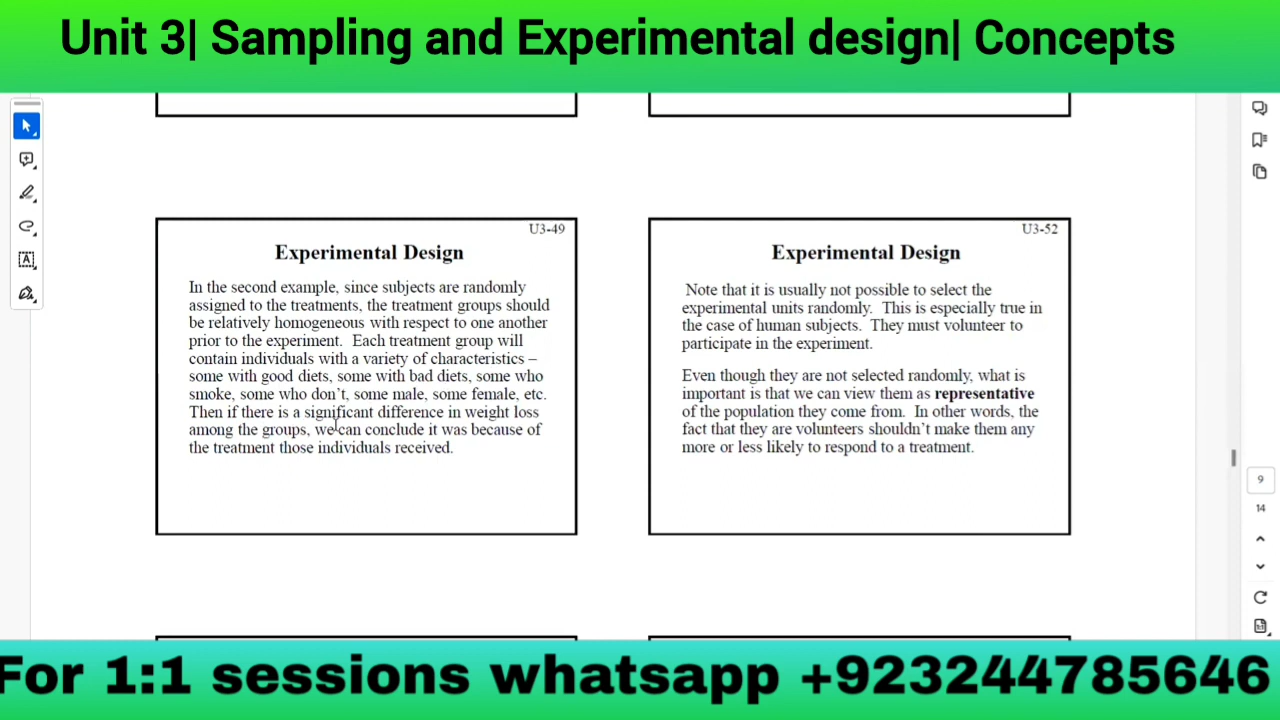 Unit 3| Sampling and Experimental design| Concepts
U3-49
Experimental Design
In the second example, since subjects are randomly
assigned to the treatments, the treatment groups should
be relatively homogeneous with respect to one another
prior to the experiment. Each treatment group will
contain individuals with a variety of characteristics –
some with good diets, some with bad diets, some who
smoke, some who don't, some male, some female, etc.
Then if there is a significant difference in weight loss
among the groups, we can conclude it was because of
the treatment those individuals received.
U3-52
Experimental Design
Note that it is usually not possible to select the
experimental units randomly. This is especially true in
the case of human subjects. They must volunteer to
participate in the experiment.
Even though they are not selected randomly, what is
important is that we can view them as representative
of the population they come from. In other words, the
fact that they are volunteers shouldn't make them any
more or less likely to respond to a treatment.
9
14
For 1:1 sessions whatsapp +923244785646